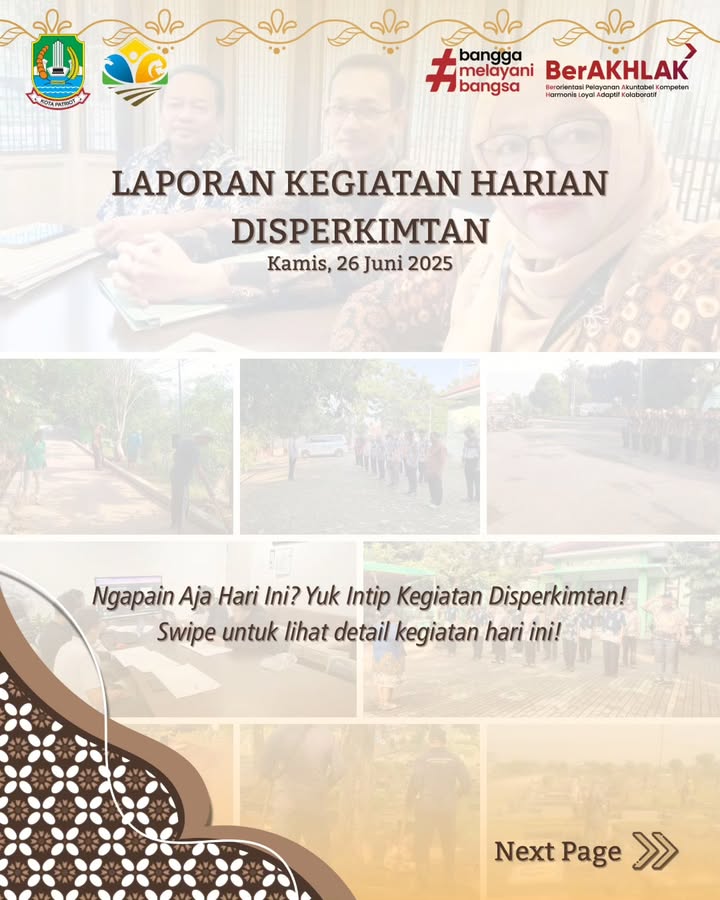 KOTA PATRIOT
#
bangga
melayani
bangsa
BerAKHLAK
Berorientasi Pelayanan Akuntabel Kompeten
Harmonis Loyal Adaptif Kolaboratif
LAPORAN KEGIATAN HARIAN
DISPERKIMTAN
Kamis, 26 Juni 2025
Ngapain Aja Hari Ini? Yuk Intip Kegiatan Disperkimtan!
Swipe untuk lihat detail kegiatan hari ini!
Next Page